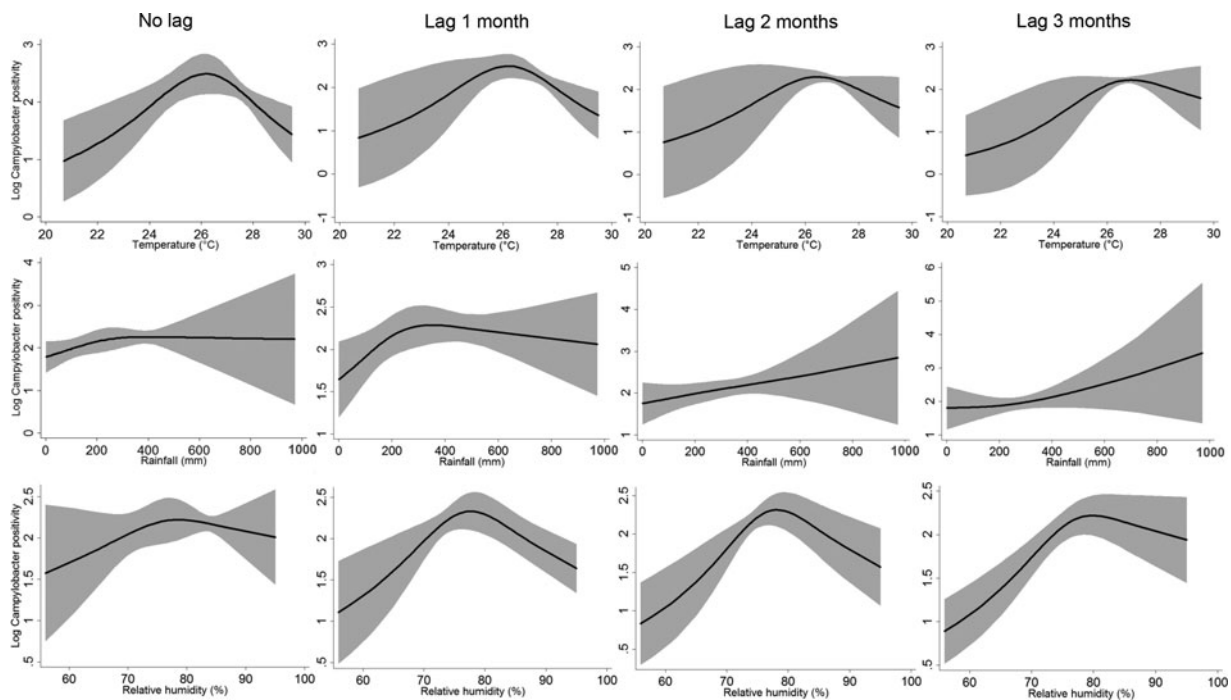 No lag Lag 1 month Lag 2 months Lag 3 months
Log Campylobacter positivity
0 1 2 3
20 22 24 26 28 30
Temperature (°C)
-1 0 1 2 3
20 22 24 26 28 30
Temperature (°C)
-1 0 1 2 3
20 22 24 26 28 30
Temperature (°C)
-1 0 1 2 3
20 22 24 26 28 30
Temperature (°C)
Log Campylobacter positivity
0 1 2 3 4
0 200 400 600 800 1000
Rainfall (mm)
1 1.5 2 2.5 3
0 200 400 600 800 1000
Rainfall (mm)
1 2 3 4 5
0 200 400 600 800 1000
Rainfall (mm)
1 2 3 4 5 6
0 200 400 600 800 1000
Rainfall (mm)
Log Campylobacter positivity
.5 1 1.5 2 2.5
60 70 80 90 100
Relative humidity (%)
.5 1 1.5 2 2.5
60 70 80 90 100
Relative humidity (%)
.5 1 1.5 2 2.5
60 70 80 90 100
Relative humidity (%)
.5 1 1.5 2 2.5
60 70 80 90 100
Relative humidity (%)